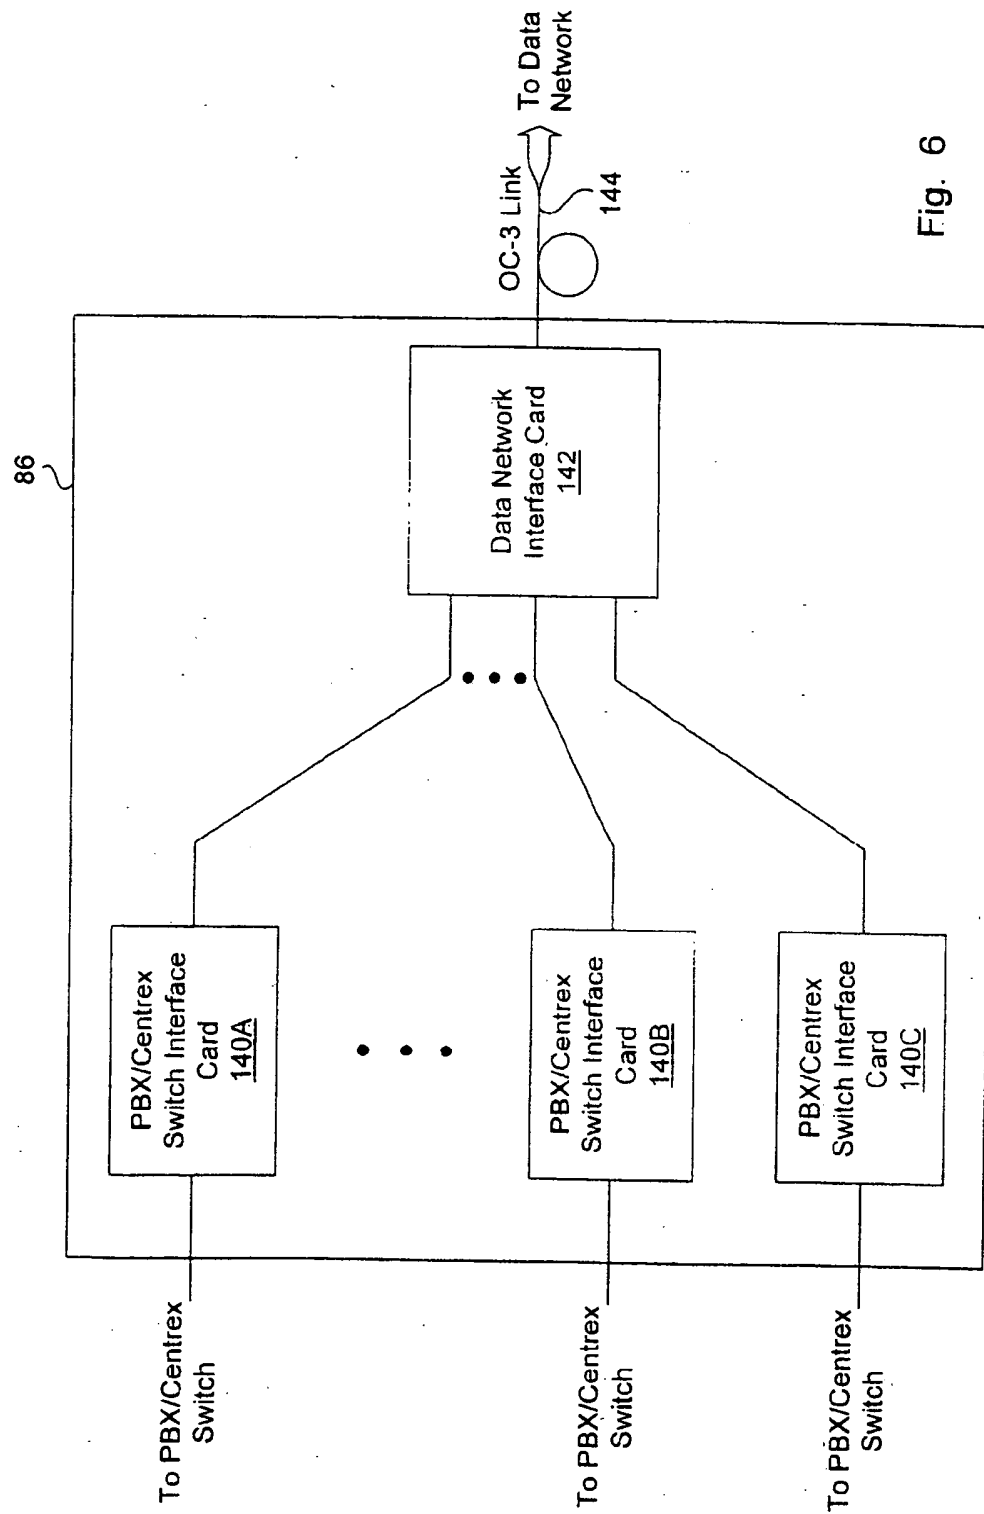 86
PBX/Centrex
Switch Interface
Card
140A
To PBX/Centrex
Switch
PBX/Centrex
Switch Interface
Card
140B
To PBX/Centrex
Switch
PBX/Centrex
Switch Interface
Card
140C
To PBX/Centrex
Switch
Data Network
Interface Card
142
OC-3 Link
144
To Data
Network
Fig. 6